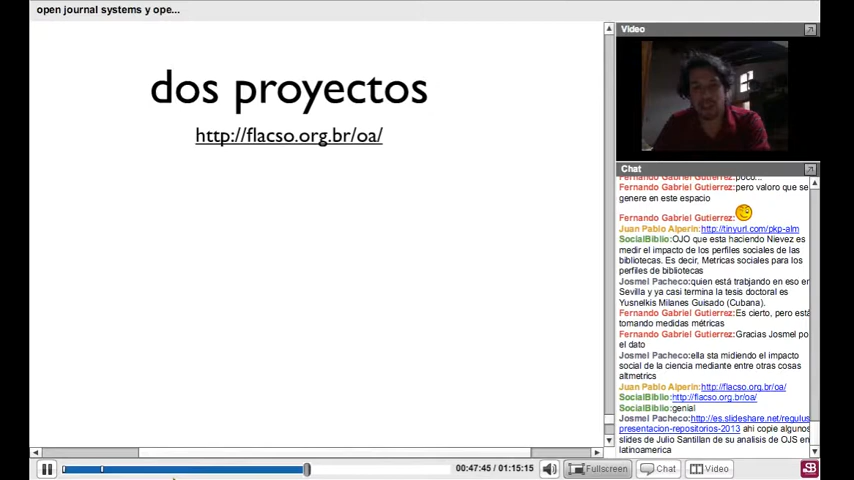 open journal systems y ope...
dos proyectos
http://flacso.org.br/oa/
Video
Chat
Fernando Gabriel Gutierrez:poco...
Fernando Gabriel Gutierrez:pero valoro que se
genere en este espacio
Fernando Gabriel Gutierrez:
Juan Pablo Alperin:http://tinyurl.com/pkp-alm
SocialBiblio:OJO que esta haciendo Nievez es
medir el impacto de los perfiles sociales de las
bibliotecas. Es decir, Metricas sociales para los
perfiles de bibliotecas
Josmel Pacheco:quien está trabjando en eso en
Sevilla y ya casi termina la tesis doctoral es
Yusnelkis Milanes Guisado (Cubana).
Fernando Gabriel Gutierrez:Es cierto, pero está
tomando medidas métricas
Fernando Gabriel Gutierrez:Gracias Josmel po
el dato
Josmel Pacheco:ella sta midiendo el impacto
social de la ciencia mediante entre otras cosas
altmetrics
Juan Pablo Alperin:http://flacso.org.br/oa/
SocialBiblio:http://flacso.org.br/oa/
SocialBiblio:genial
Josmel Pacheco:http://es.slideshare.net/regulus
presentacion-repositorios-2013 ahi copie algunos
slides de Julio Santillan de su analisis de OJS en
latinoamerica
00:47:45 / 01:15:15
Fullscreen
Chat
Video
SB